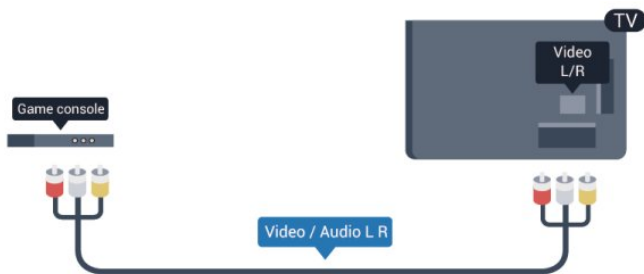 TV
Video
L/R
Game console
Video / Audio L R